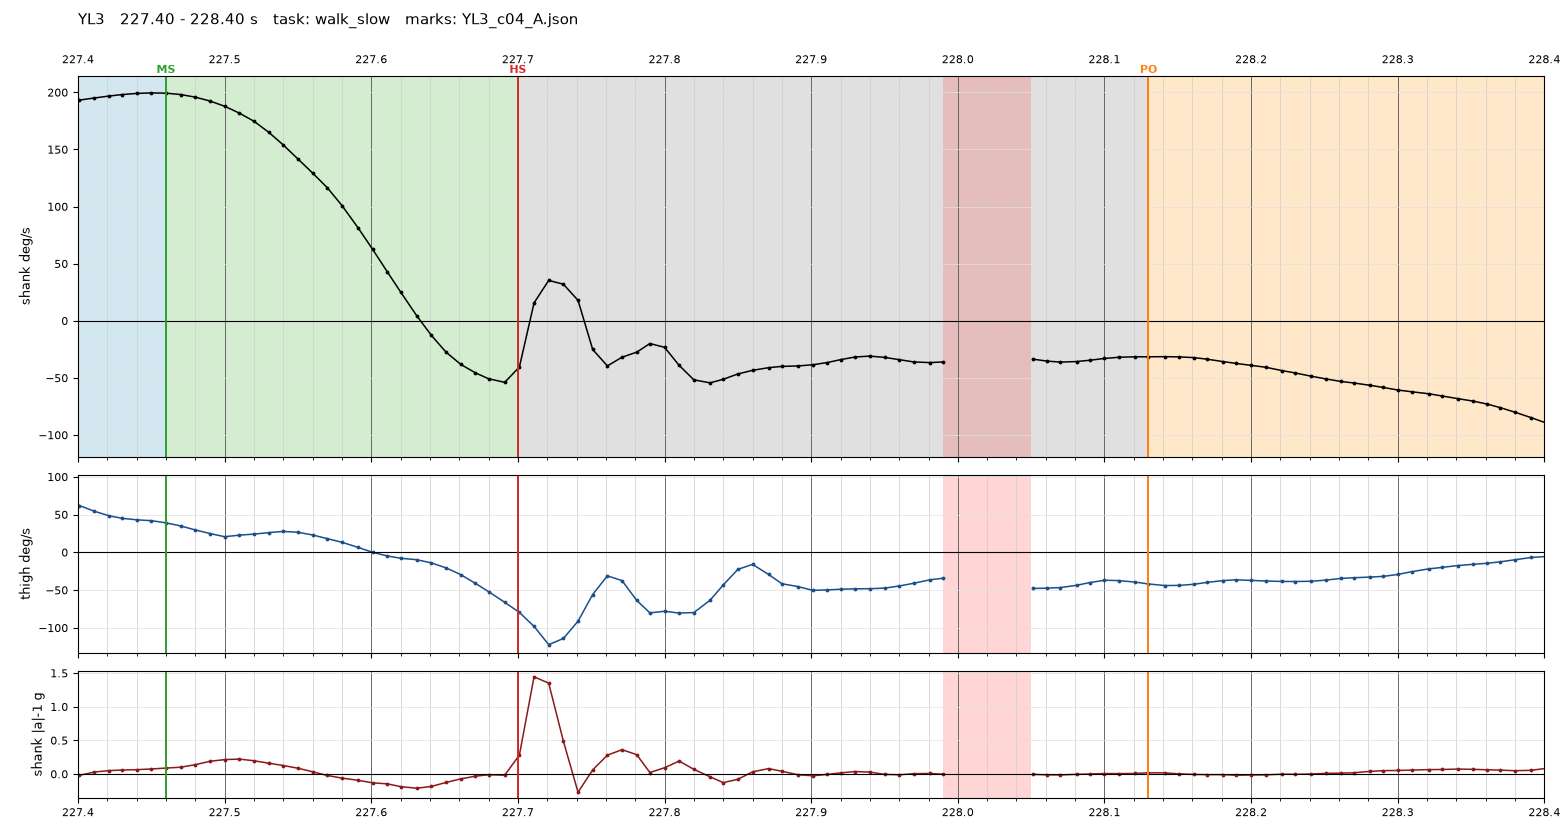 YL3   227.40 - 228.40 s   task: walk_slow   marks: YL3_c04_A.json
227.4 227.5 227.6 227.7 227.8 227.9 228.0 228.1 228.2 228.3 228.4
MS HS PO
shank deg/s
200
150
100
50
0
−50
−100
thigh deg/s
100
50
0
−50
−100
shank |a|-1 g
1.5
1.0
0.5
0.0
227.4 227.5 227.6 227.7 227.8 227.9 228.0 228.1 228.2 228.3 228.4